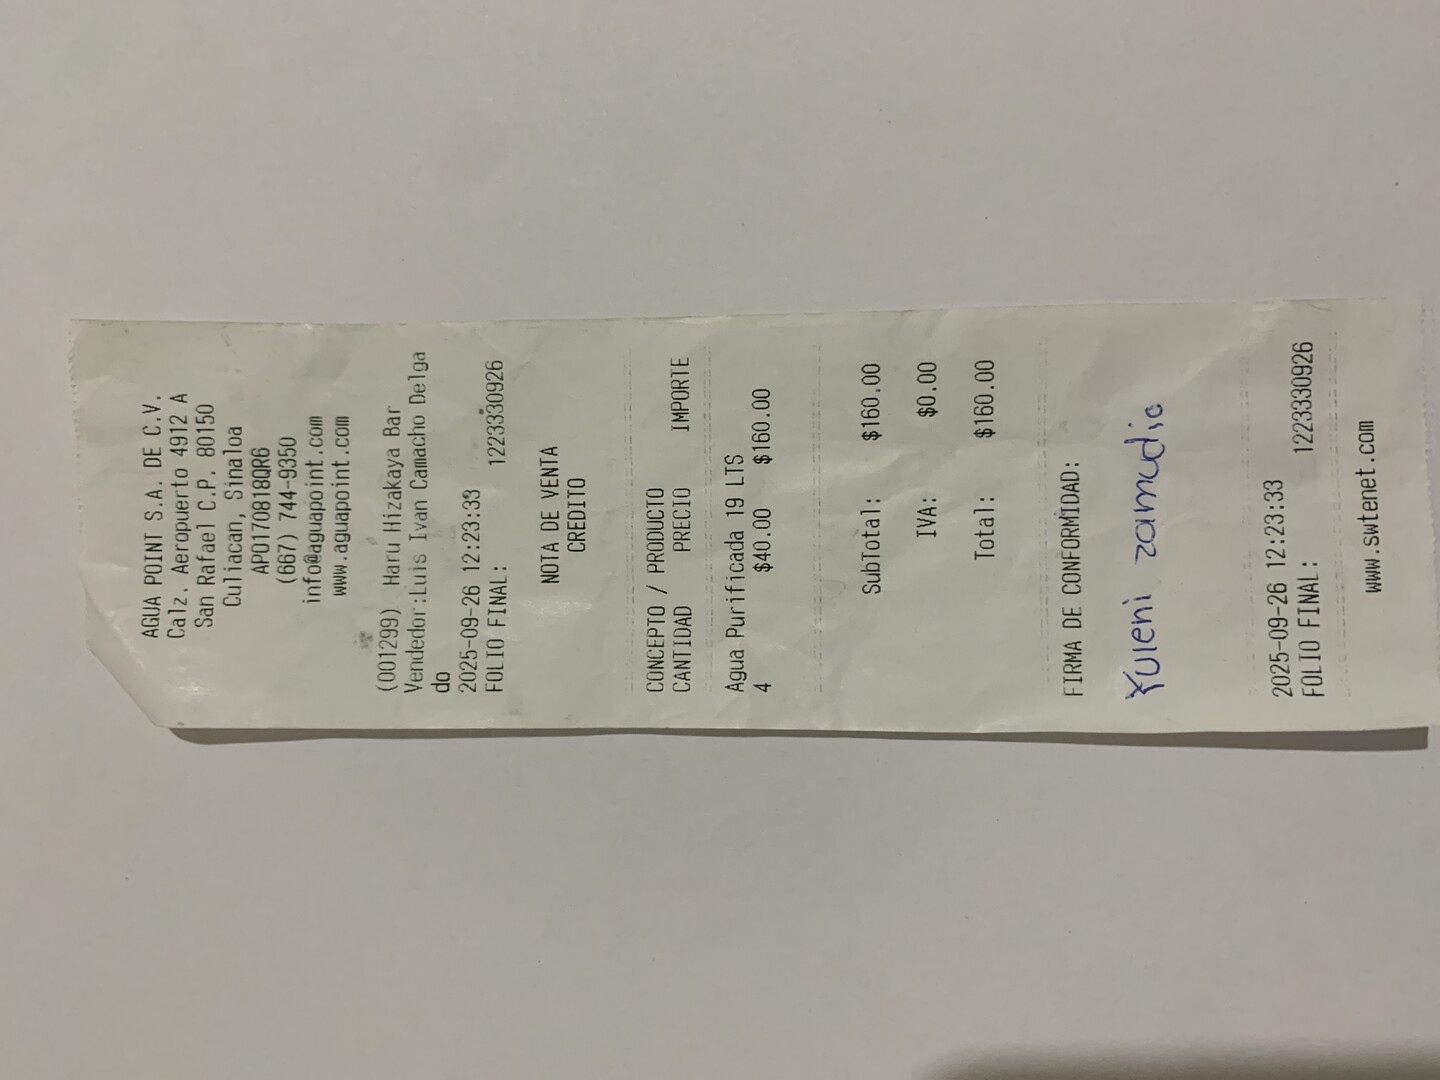 AGUA POINT S.A. DE C.V.
Calz. Aeropuerto 4912 A
San Rafael C.P. 80150
Culiacan, Sinaloa
APO170818QR6
(667) 744-9350
info@aguapoint.com
www.aguapoint.com
(001299) Haru Hizakaya Bar
Vendedor:Luis Ivan Camacho Delga
do
2025-09-26 12:23:33
FOLIO FINAL: 1223330926
NOTA DE VENTA
CREDITO
CONCEPTO / PRODUCTO
CANTIDAD PRECIO IMPORTE
Agua Purificada 19 LTS
4 $40.00 $160.00
SubTotal: $160.00
IVA: $0.00
Total: $160.00
FIRMA DE CONFORMIDAD:
Yuleni zamudio
2025-09-26 12:23:33
FOLIO FINAL: 1223330926
www.swtenet.com